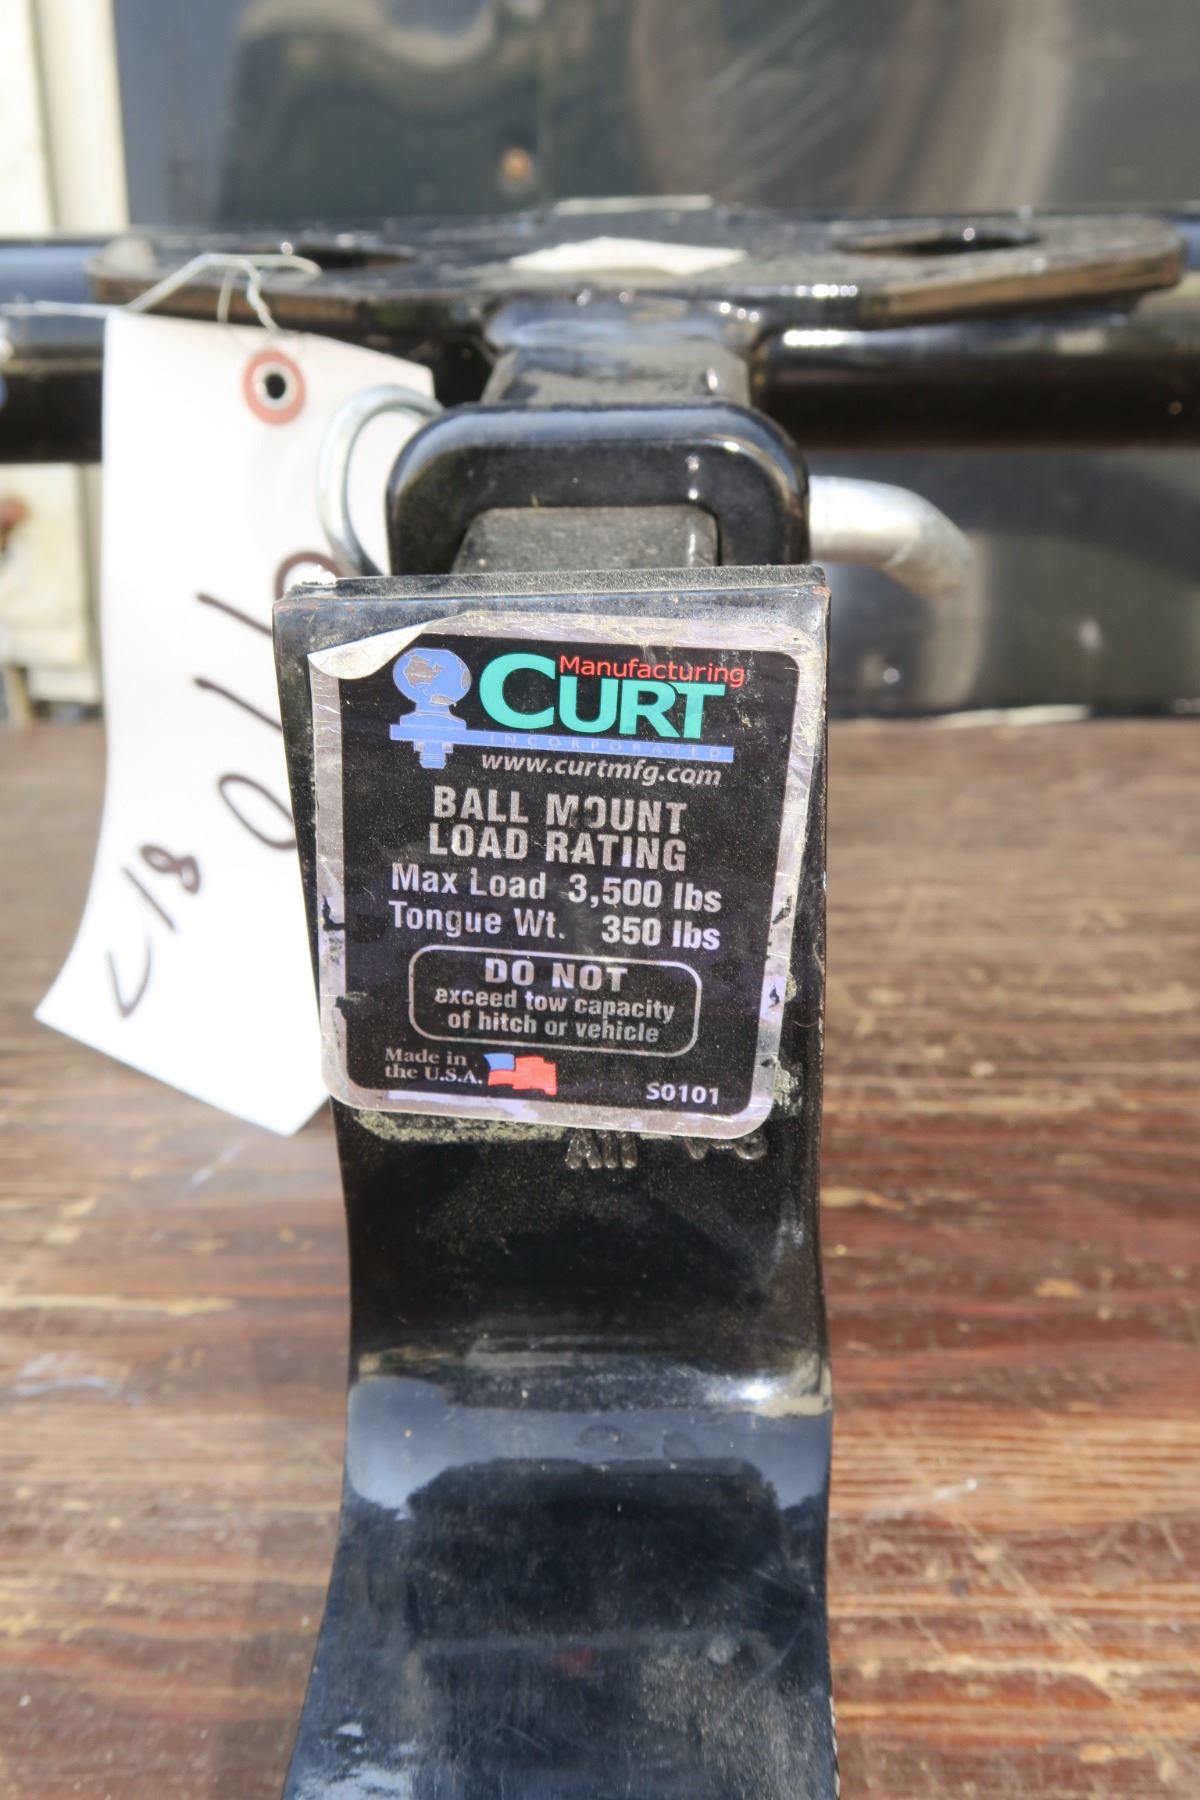 Manufacturing
CURT
INCORPORATED
www.curtmfg.com
BALL MOUNT
LOAD RATING
Max Load 3,500 lbs
Tongue Wt. 350 lbs
DO NOT
exceed tow capacity
of hitch or vehicle
Made in
the U.S.A.
S0101